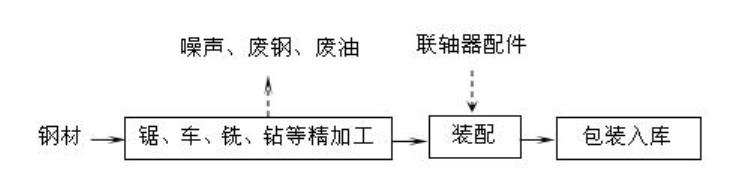 噪声、废钢、废油
联轴器配件
钢材
锯、车、铣、钻等精加工
装配
包装入库